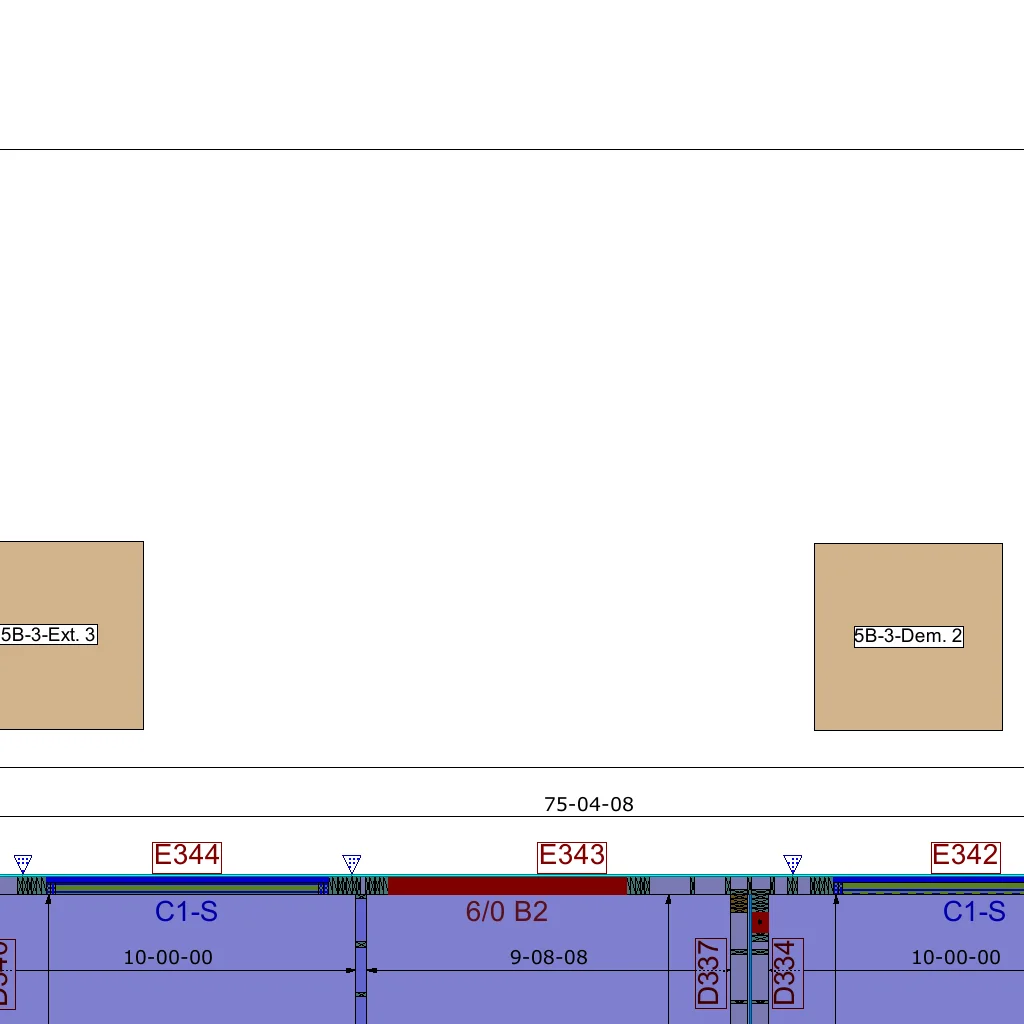 5B-3-Ext. 3
5B-3-Dem. 2
75-04-08
E344
E343
E342
C1-S
6/0 B2
C1-S
10-00-00
9-08-08
10-00-00
D337
D334